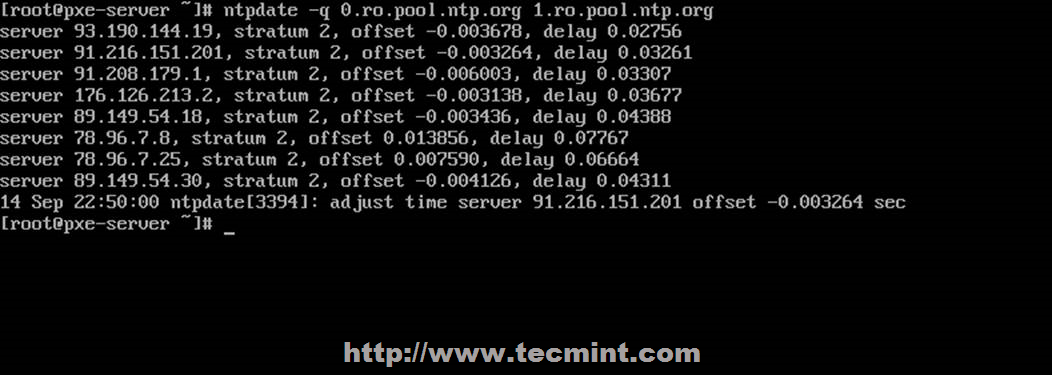 [root@pxe-server ~]# ntpdate -q 0.ro.pool.ntp.org 1.ro.pool.ntp.org
server 93.190.144.19, stratum 2, offset -0.003678, delay 0.02756
server 91.216.151.201, stratum 2, offset -0.003264, delay 0.03261
server 91.208.179.1, stratum 2, offset -0.006003, delay 0.03307
server 176.126.213.2, stratum 2, offset -0.003138, delay 0.03677
server 89.149.54.18, stratum 2, offset -0.003436, delay 0.04388
server 78.96.7.8, stratum 2, offset 0.013856, delay 0.07767
server 78.96.7.25, stratum 2, offset 0.007590, delay 0.06664
server 89.149.54.30, stratum 2, offset -0.004126, delay 0.04311
14 Sep 22:50:00 ntpdate[3394]: adjust time server 91.216.151.201 offset -0.003264 sec
[root@pxe-server ~]# _
http://www.tecmint.com